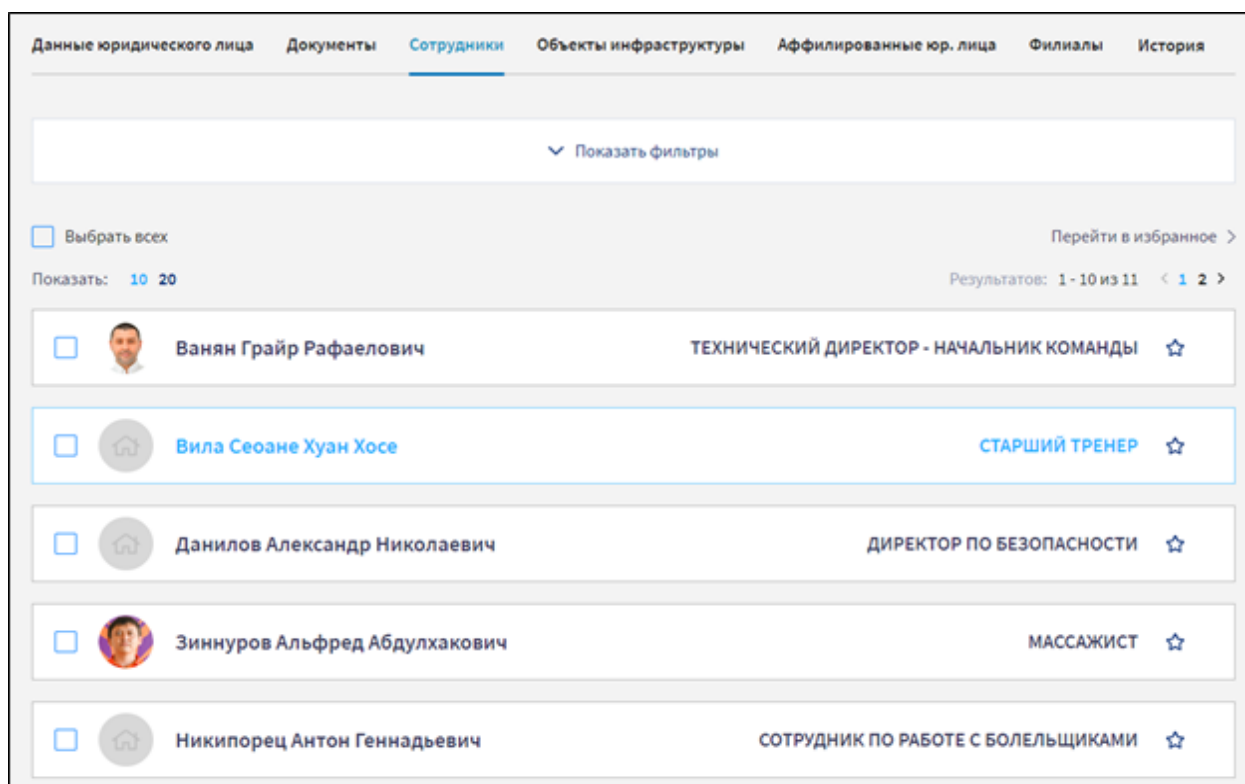 Данные юридического лица Документы Сотрудники Объекты инфраструктуры Аффилированные юр. лица Филиалы История
Показать фильтры
Выбрать всех Перейти в избранное >
Показать: 10 20 Результатов: 1 - 10 из 11 < 1 2 >
Ванян Грайр Рафаелович ТЕХНИЧЕСКИЙ ДИРЕКТОР - НАЧАЛЬНИК КОМАНДЫ
Вила Сеоане Хуан Хосе СТАРШИЙ ТРЕНЕР
Данилов Александр Николаевич ДИРЕКТОР ПО БЕЗОПАСНОСТИ
Зиннуров Альфред Абдулхакович МАССАЖИСТ
Никипорец Антон Геннадьевич СОТРУДНИК ПО РАБОТЕ С БОЛЕЛЬЩИКАМИ